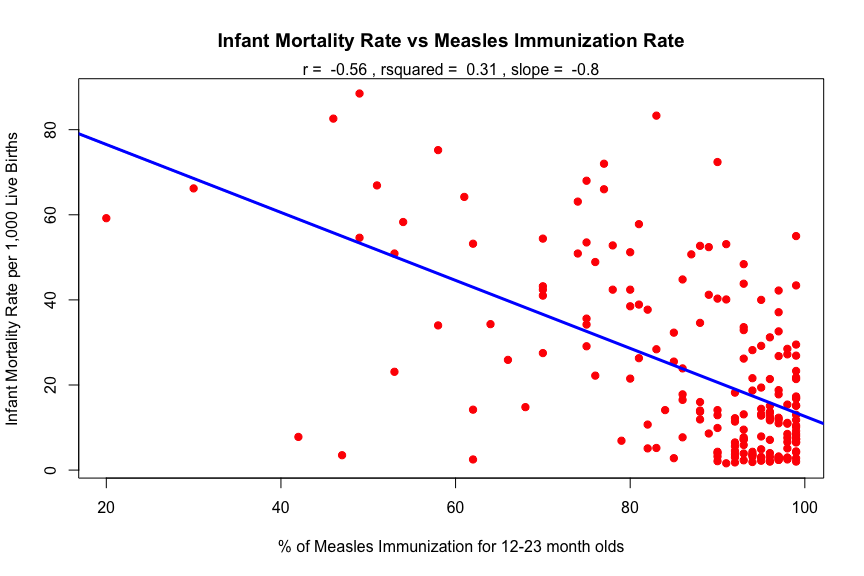 Infant Mortality Rate vs Measles Immunization Rate
r =  -0.56 , rsquared =  0.31 , slope =  -0.8
Infant Mortality Rate per 1,000 Live Births
80
60
40
20
0
20 40 60 80 100
% of Measles Immunization for 12-23 month olds